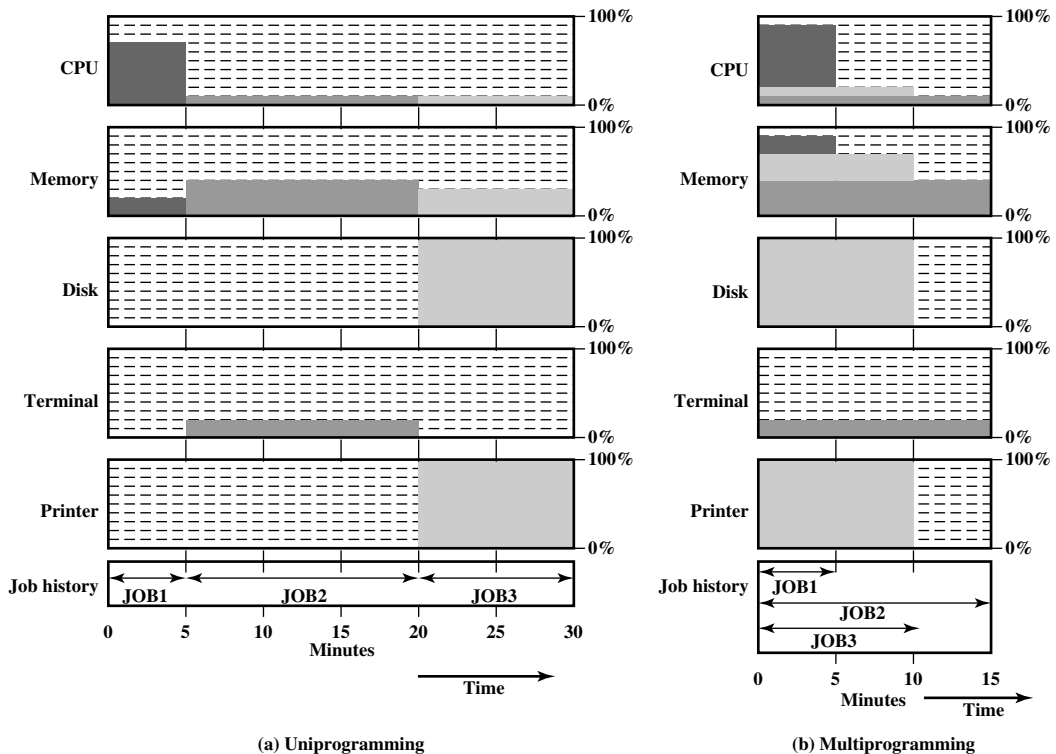 100%
CPU
0%
100%
Memory
0%
100%
Disk
0%
100%
Terminal
0%
100%
Printer
0%
Job history
JOB1 JOB2 JOB3
0 5 10 15 20 25 30
Minutes
Time
(a) Uniprogramming
100%
CPU
0%
100%
Memory
0%
100%
Disk
0%
100%
Terminal
0%
100%
Printer
0%
Job history
JOB1
JOB2
JOB3
0 5 10 15
Minutes
Time
(b) Multiprogramming